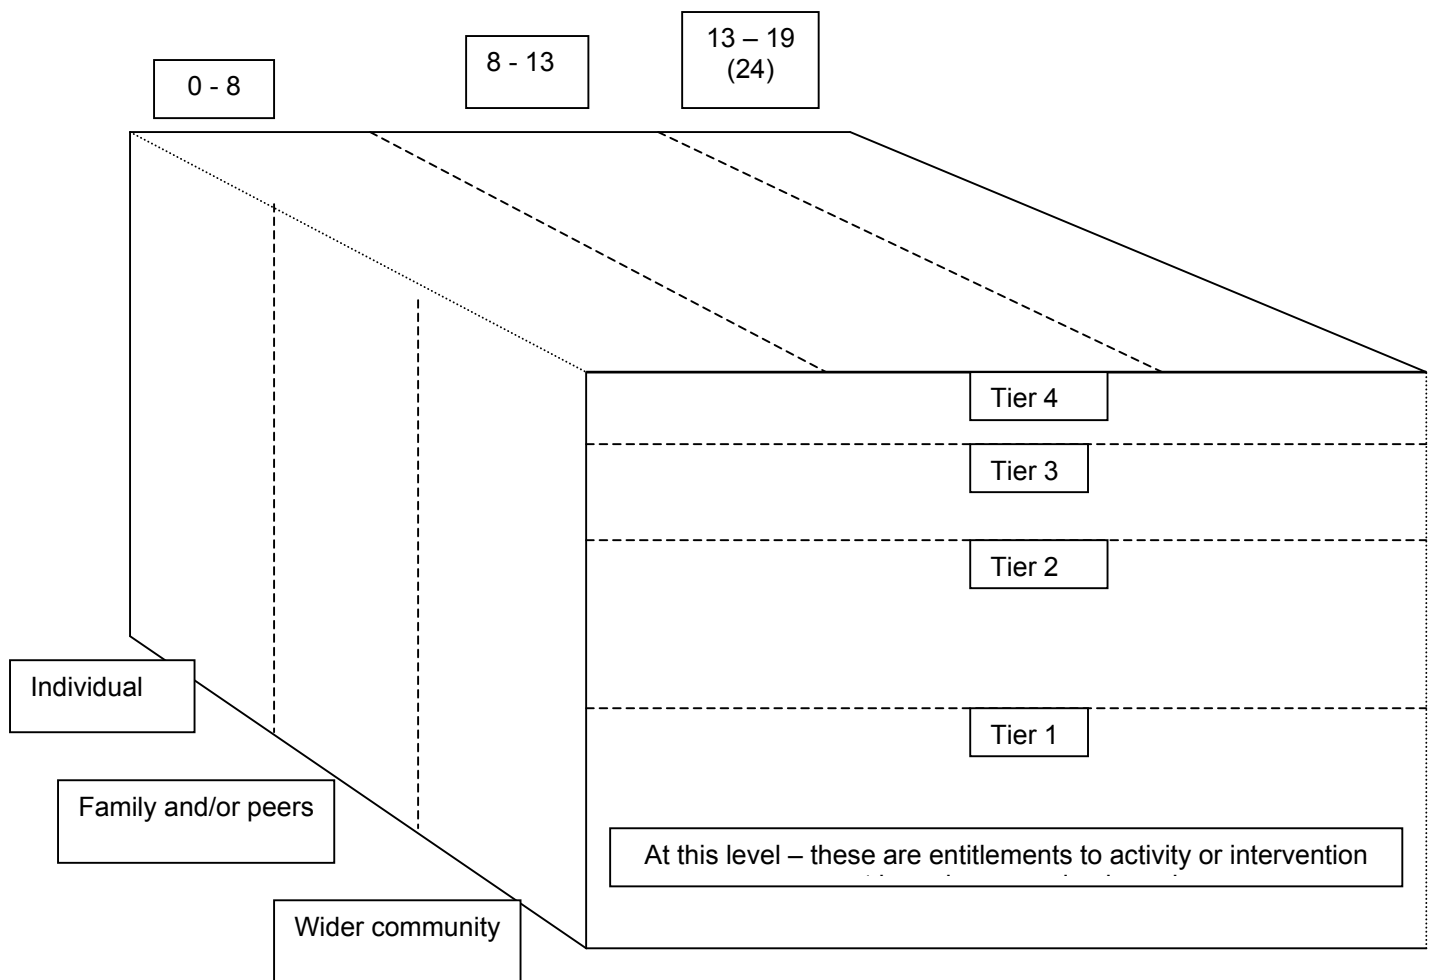 0 - 8
8 - 13
13 – 19
(24)
Tier 4
Tier 3
Tier 2
Individual
Tier 1
Family and/or peers
At this level – these are entitlements to activity or intervention
Wider community